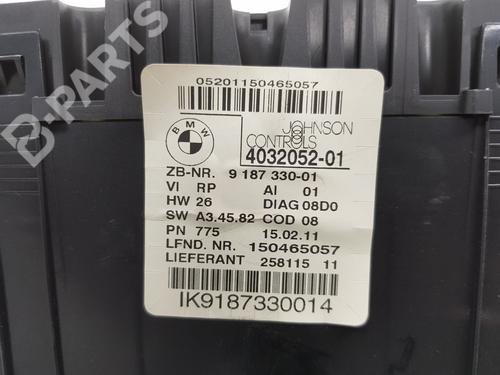 B-PARTS
05201150465057
BMW
JOHNSON
CONTROLS
4032052-01
ZB-NR. 9 187 330-01
VI RP AI 01
HW 26 DIAG 08D0
SW A3.45.82 COD 08
PN 775 15.02.11
LFND. NR. 150465057
LIEFERANT 258115 11
IK9187330014
B-PARTS